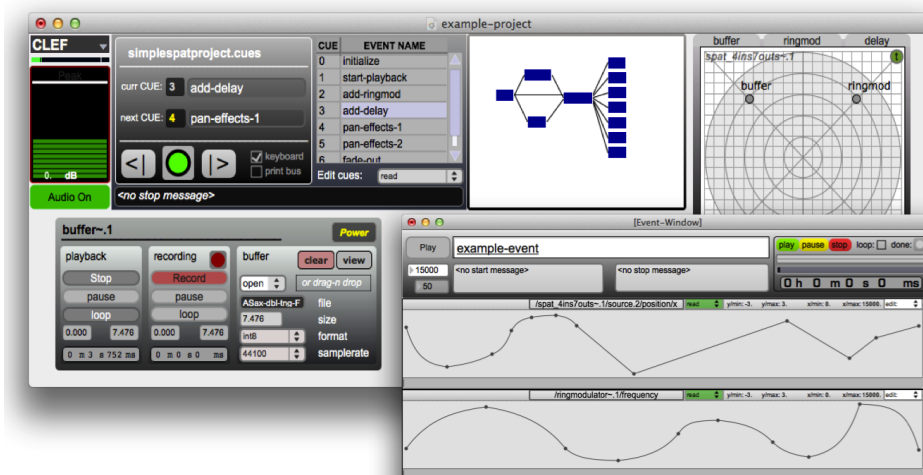 example-project
CLEF
Peak
0. dB
Audio On
simplesspatproject.cues
curr CUE: 3 add-delay
next CUE: 4 pan-effects-1
<| |>
keyboard
print bus
<no stop message>
CUE EVENT NAME
0 initialize
1 start-playback
2 add-ringmod
3 add-delay
4 pan-effects-1
5 pan-effects-2
6 fade-out
Edit cues: read
buffer ringmod delay
spat_4ins7outs~.1
t
buffer ringmod
buffer~.1
Power
playback recording buffer clear view
Stop Record
pause pause open or drag-n drop
loop loop ASax-dbl-tng-F file
0.000 7.476 0.000 7.476 7.476 size
int8 format
0 m 3 s 752 ms 0 m 0 s 0 ms 44100 samplerate
[Event-Window]
Play example-event
play pause stop loop: done:
15000 <no start message> <no stop message>
50
0 h 0 m 0 s 0 ms
/spat_4ins7outs~.1/source.2/position/x read y/min: -3. y/max: 3. x/min: 0. x/max: 15000. edit:
/ringmodulator~.1/frequency read y/min: -3. y/max: 3. x/min: 0. x/max: 15000. edit: